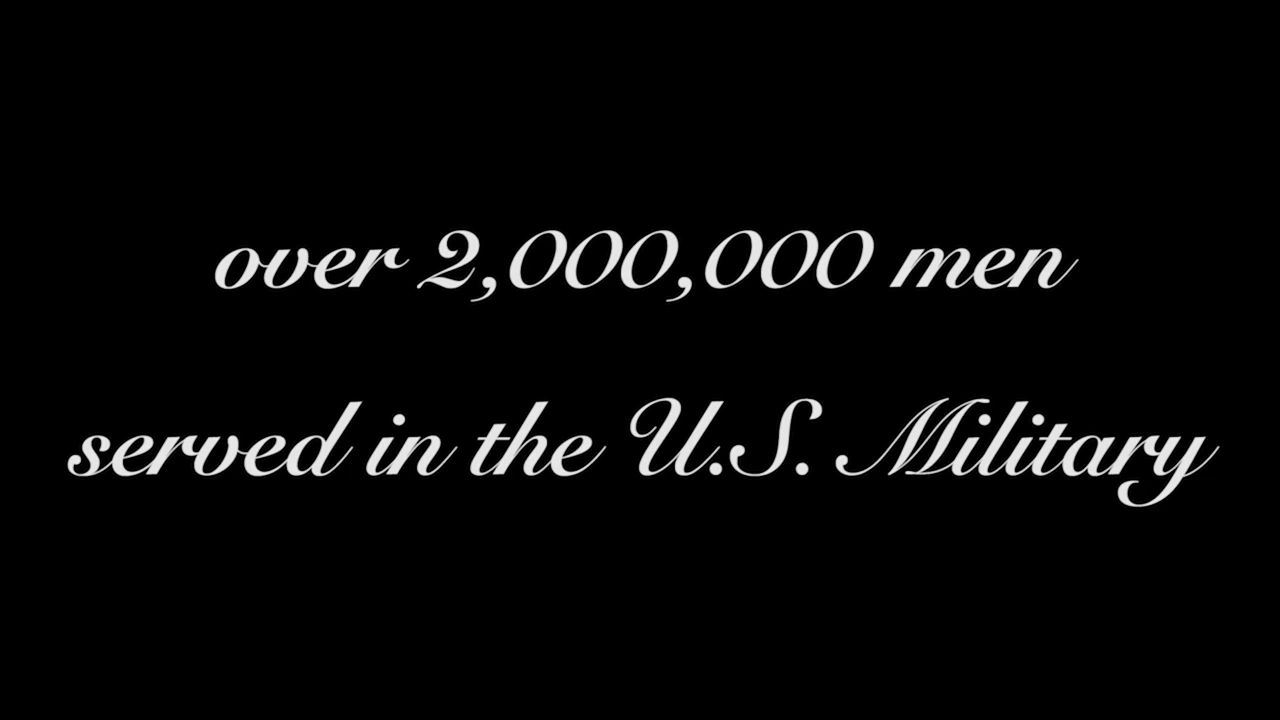 over 2,000,000 men
served in the U.S. Military